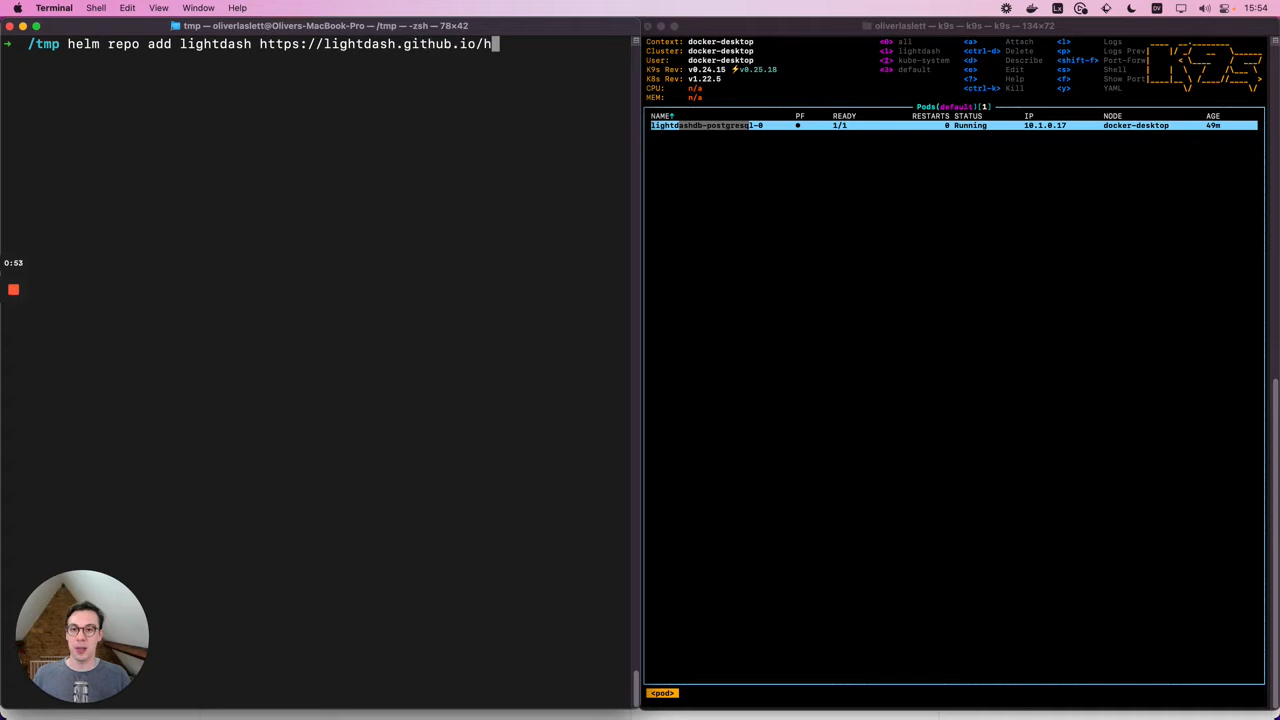 Terminal Shell Edit View Window Help 15:54
tmp — oliverlaslett@Olivers-MacBook-Pro — /tmp — -zsh — 78×42
→ /tmp helm repo add lightdash https://lightdash.github.io/h
0:53
oliverlaslett — k9s — k9s — k9s — 134×72
Context: docker-desktop <0> all <a> Attach <l> Logs
Cluster: docker-desktop <1> lightdash <ctrl-d> Delete <p> Logs Prev
User: docker-desktop <2> kube-system <d> Describe <shift-f> Port-Forw
K9s Rev: v0.24.15 ⚡v0.25.18 <3> default <e> Edit <s> Shell
K8s Rev: v1.22.5 <?> Help <f> Show Port
CPU: n/a <ctrl-k> Kill <y> YAML
MEM: n/a
Pods(default)[1]
NAME↑ PF READY RESTARTS STATUS IP NODE AGE
lightdashdb-postgresql-0 ● 1/1 0 Running 10.1.0.17 docker-desktop 49m
<pod>